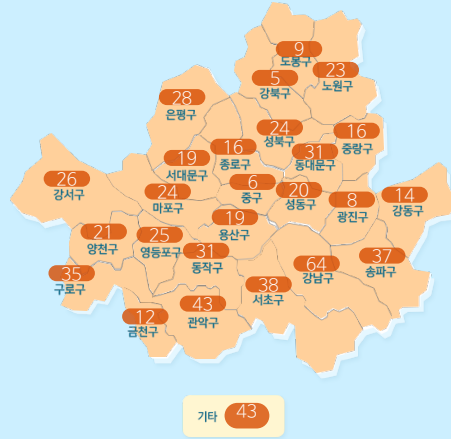 9
도봉구
23
노원구
5
강북구
28
은평구
24
성북구
16
중랑구
16
종로구
31
동대문구
19
서대문구
26
강서구
24
마포구
6
중구
20
성동구
8
광진구
14
강동구
19
용산구
21
양천구
25
영등포구
31
동작구
37
송파구
64
강남구
35
구로구
38
서초구
43
관악구
12
금천구
기타 43